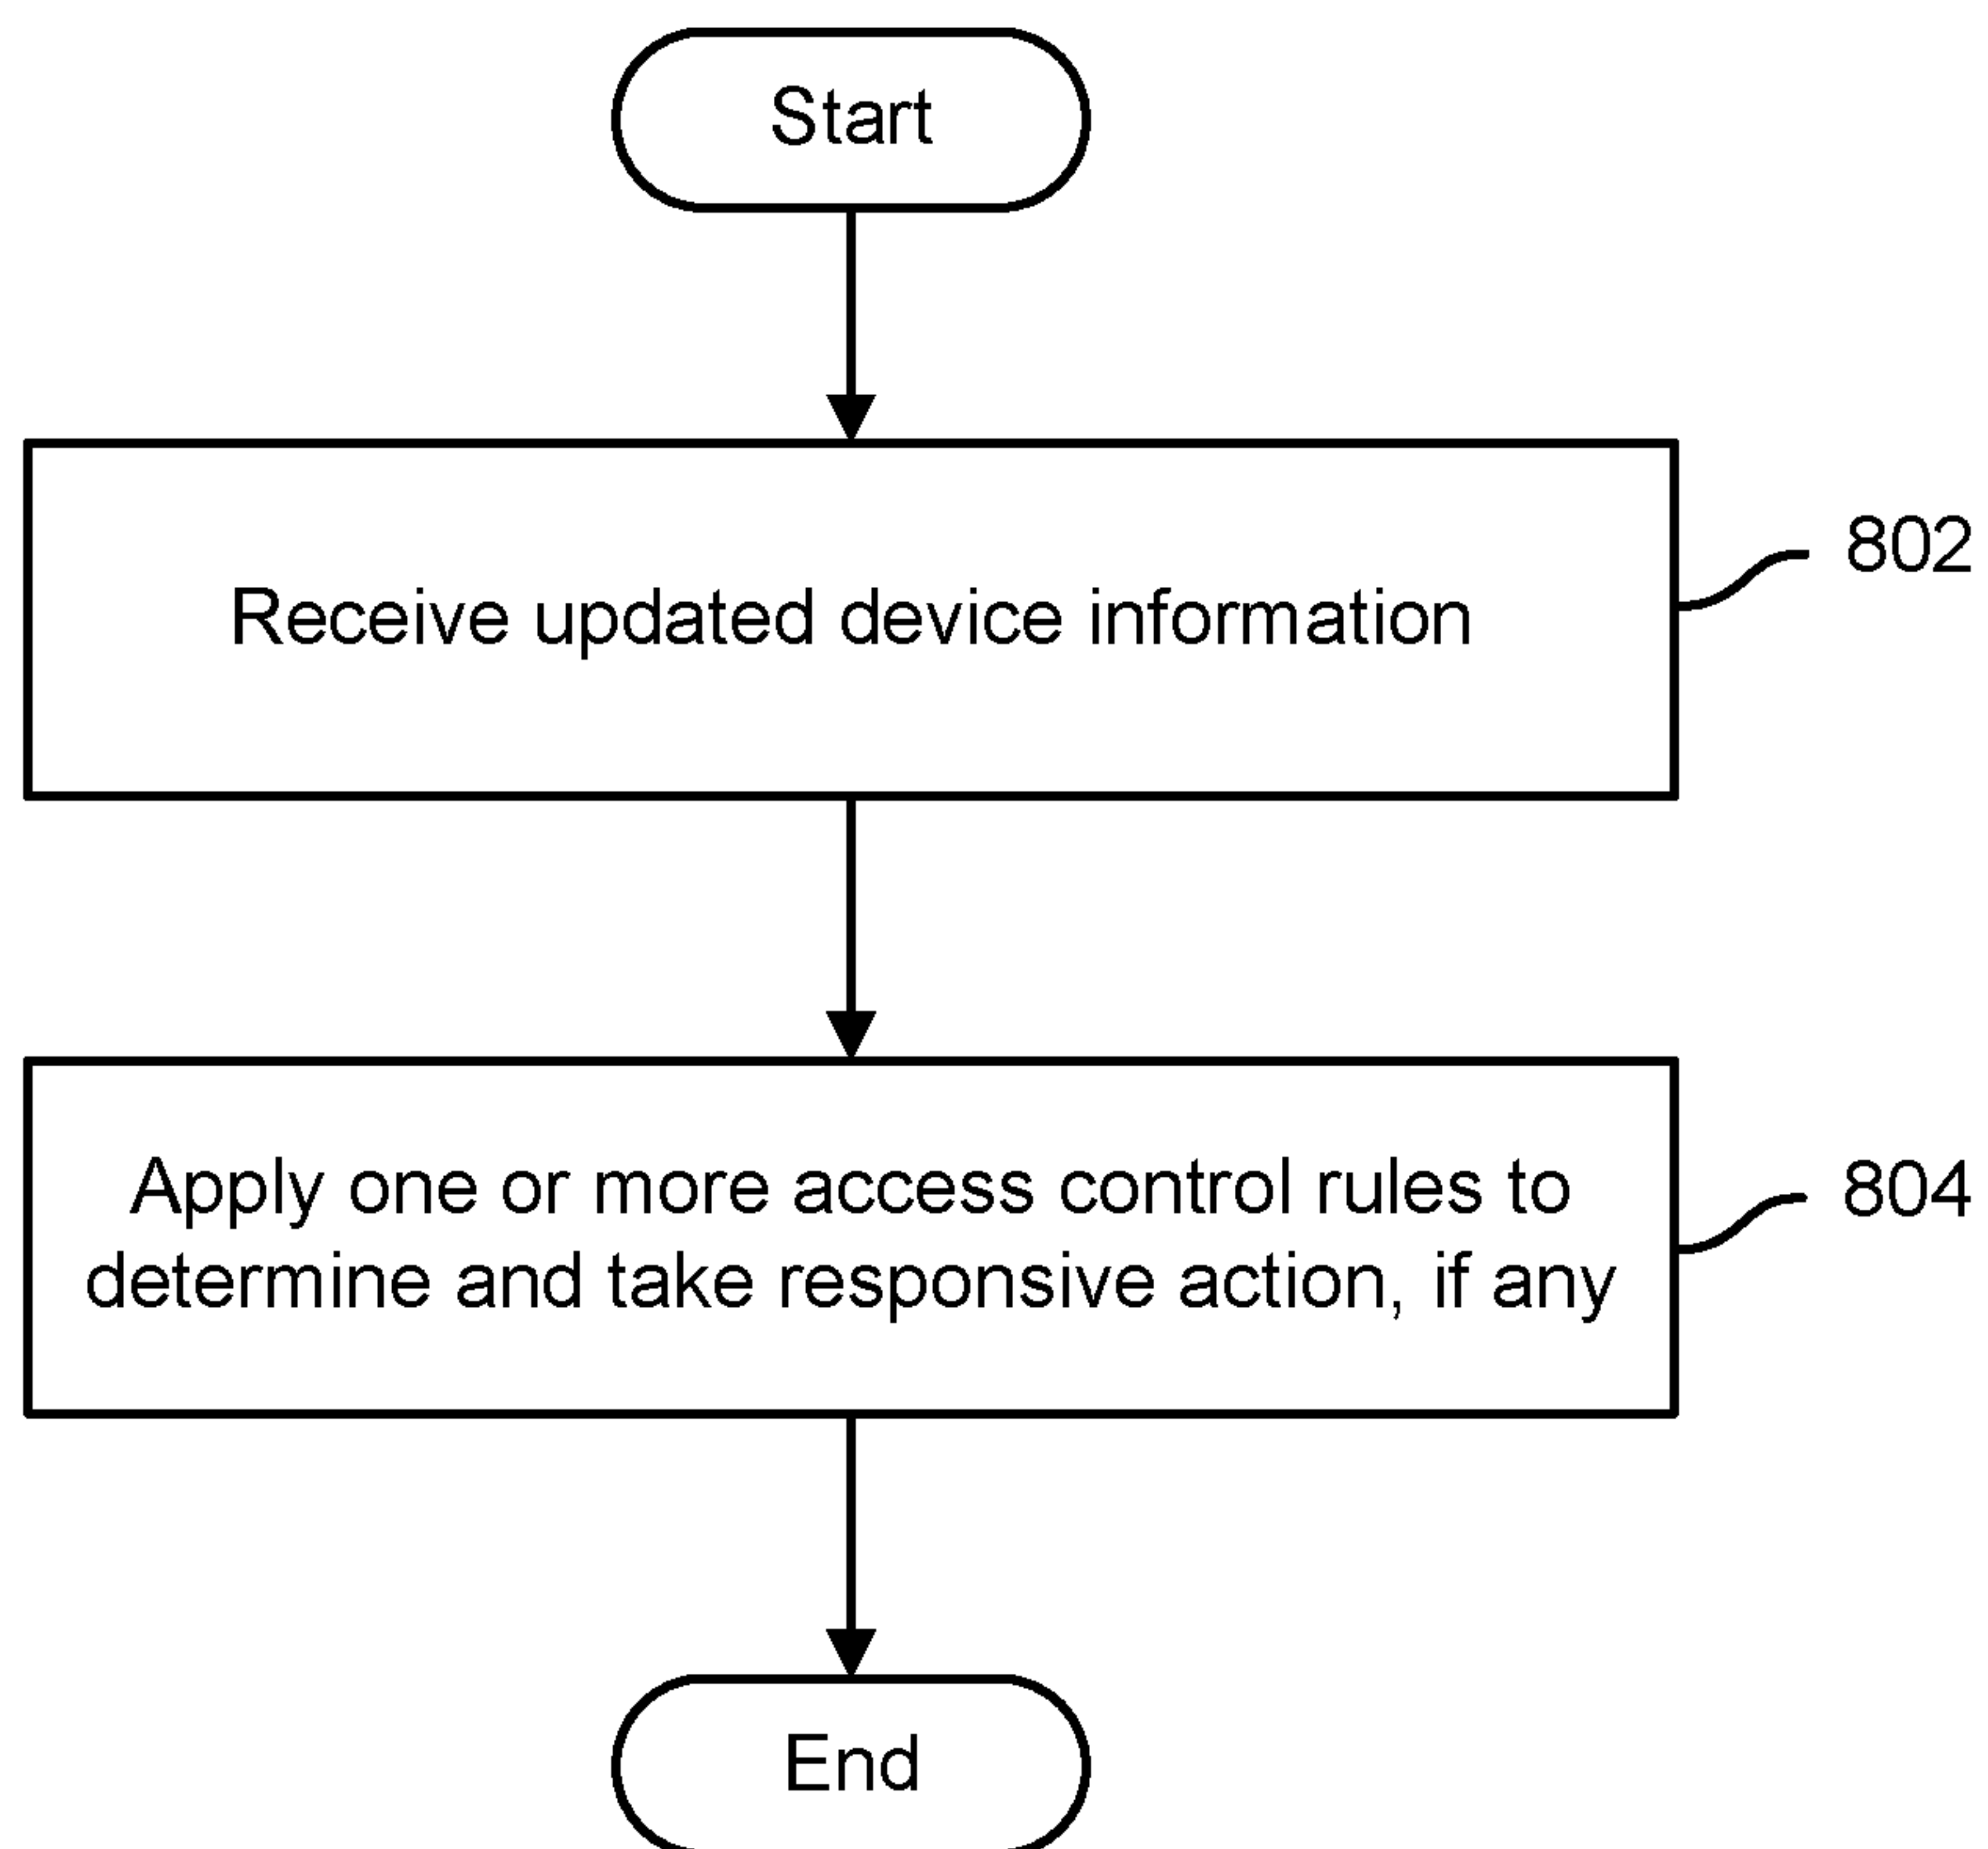 Start
802
Receive updated device information
Apply one or more access control rules to
804
determine and take responsive action, if any
End